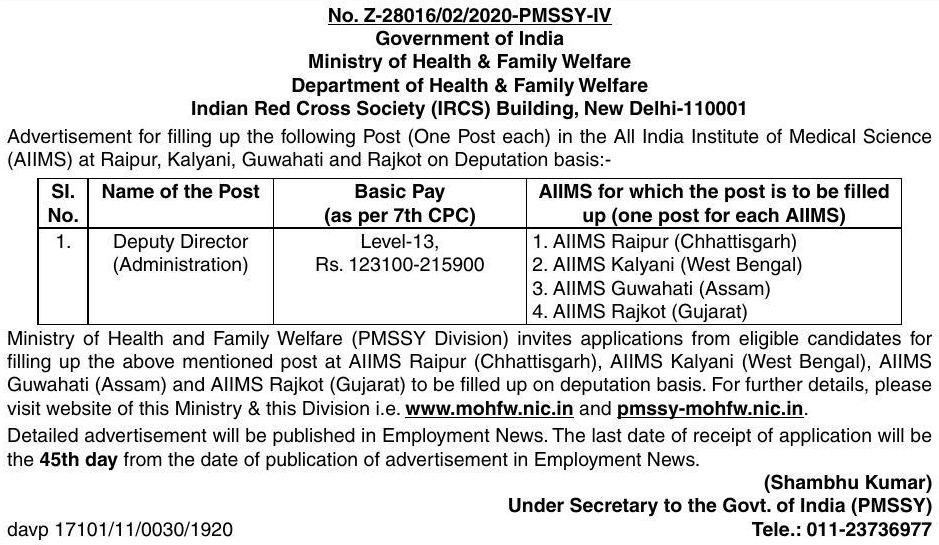 No. Z-28016/02/2020-PMSSY-IV
Government of India
Ministry of Health & Family Welfare
Department of Health & Family Welfare
Indian Red Cross Society (IRCS) Building, New Delhi-110001
Advertisement for filling up the following Post (One Post each) in the All India Institute of Medical Science
(AIIMS) at Raipur, Kalyani, Guwahati and Rajkot on Deputation basis:-
Sl. No. Name of the Post Basic Pay (as per 7th CPC) AIIMS for which the post is to be filled up (one post for each AIIMS)
1. Deputy Director (Administration) Level-13, Rs. 123100-215900 1. AIIMS Raipur (Chhattisgarh)
2. AIIMS Kalyani (West Bengal)
3. AIIMS Guwahati (Assam)
4. AIIMS Rajkot (Gujarat)
Ministry of Health and Family Welfare (PMSSY Division) invites applications from eligible candidates for
filling up the above mentioned post at AIIMS Raipur (Chhattisgarh), AIIMS Kalyani (West Bengal), AIIMS
Guwahati (Assam) and AIIMS Rajkot (Gujarat) to be filled up on deputation basis. For further details, please
visit website of this Ministry & this Division i.e. www.mohfw.nic.in and pmssy-mohfw.nic.in.
Detailed advertisement will be published in Employment News. The last date of receipt of application will be
the 45th day from the date of publication of advertisement in Employment News.
(Shambhu Kumar)
Under Secretary to the Govt. of India (PMSSY)
davp 17101/11/0030/1920 Tele.: 011-23736977